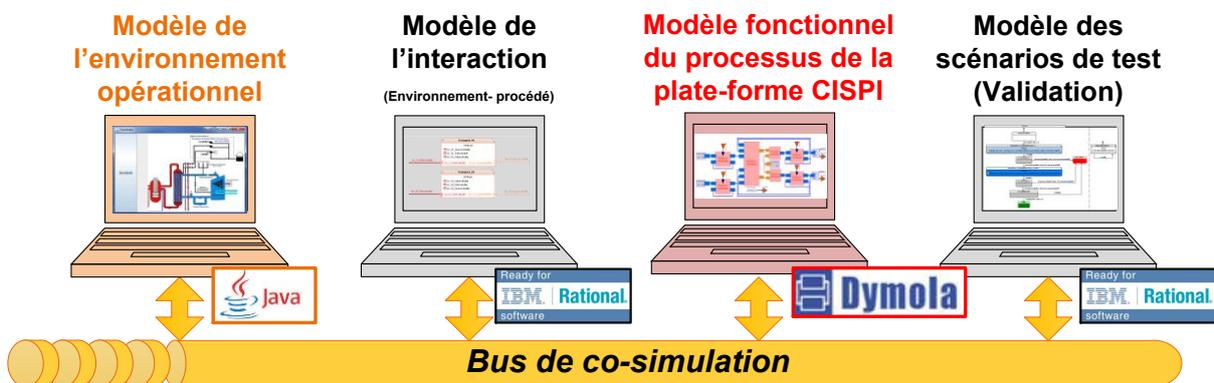 Modèle de
l’environnement
opérationnel
Modèle de
l’interaction
(Environnement- procédé)
Modèle fonctionnel
du processus de la
plate-forme CISPI
Modèle des
scénarios de test
(Validation)
Java
Ready for
IBM. Rational.
software
Dymola
Ready for
IBM. Rational.
software
Bus de co-simulation